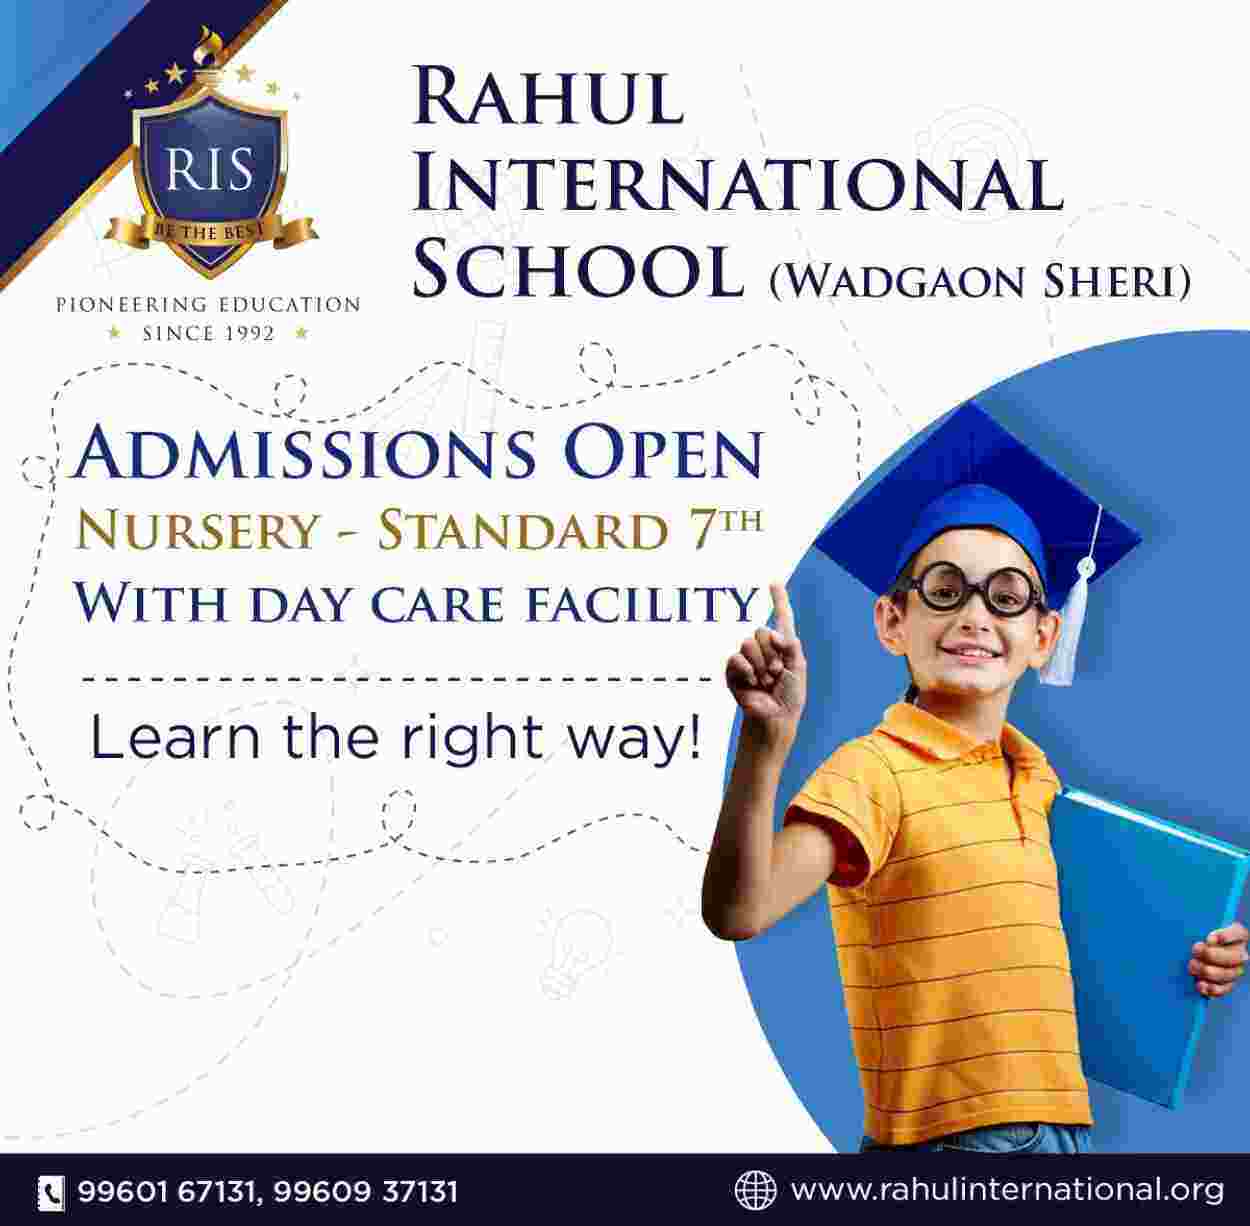 RIS
BE THE BEST
PIONEERING EDUCATION
SINCE 1992
RAHUL
INTERNATIONAL
SCHOOL (WADGAON SHERI)
ADMISSIONS OPEN
NURSERY - STANDARD 7TH
WITH DAY CARE FACILITY
Learn the right way!
99601 67131, 99609 37131
www.rahulinternational.org